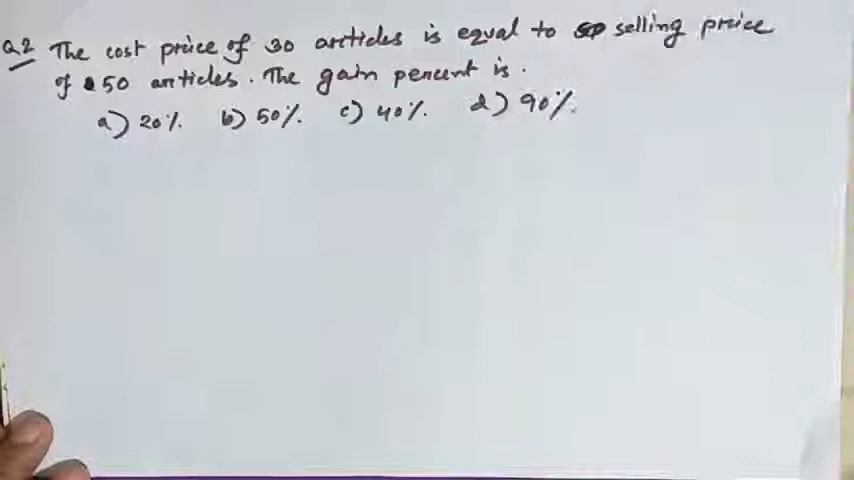 Q2 The cost price of 30 articles is equal to selling price
of 50 articles. The gain percent is.
a) 20%. b) 50%. c) 40%. d) 90%.